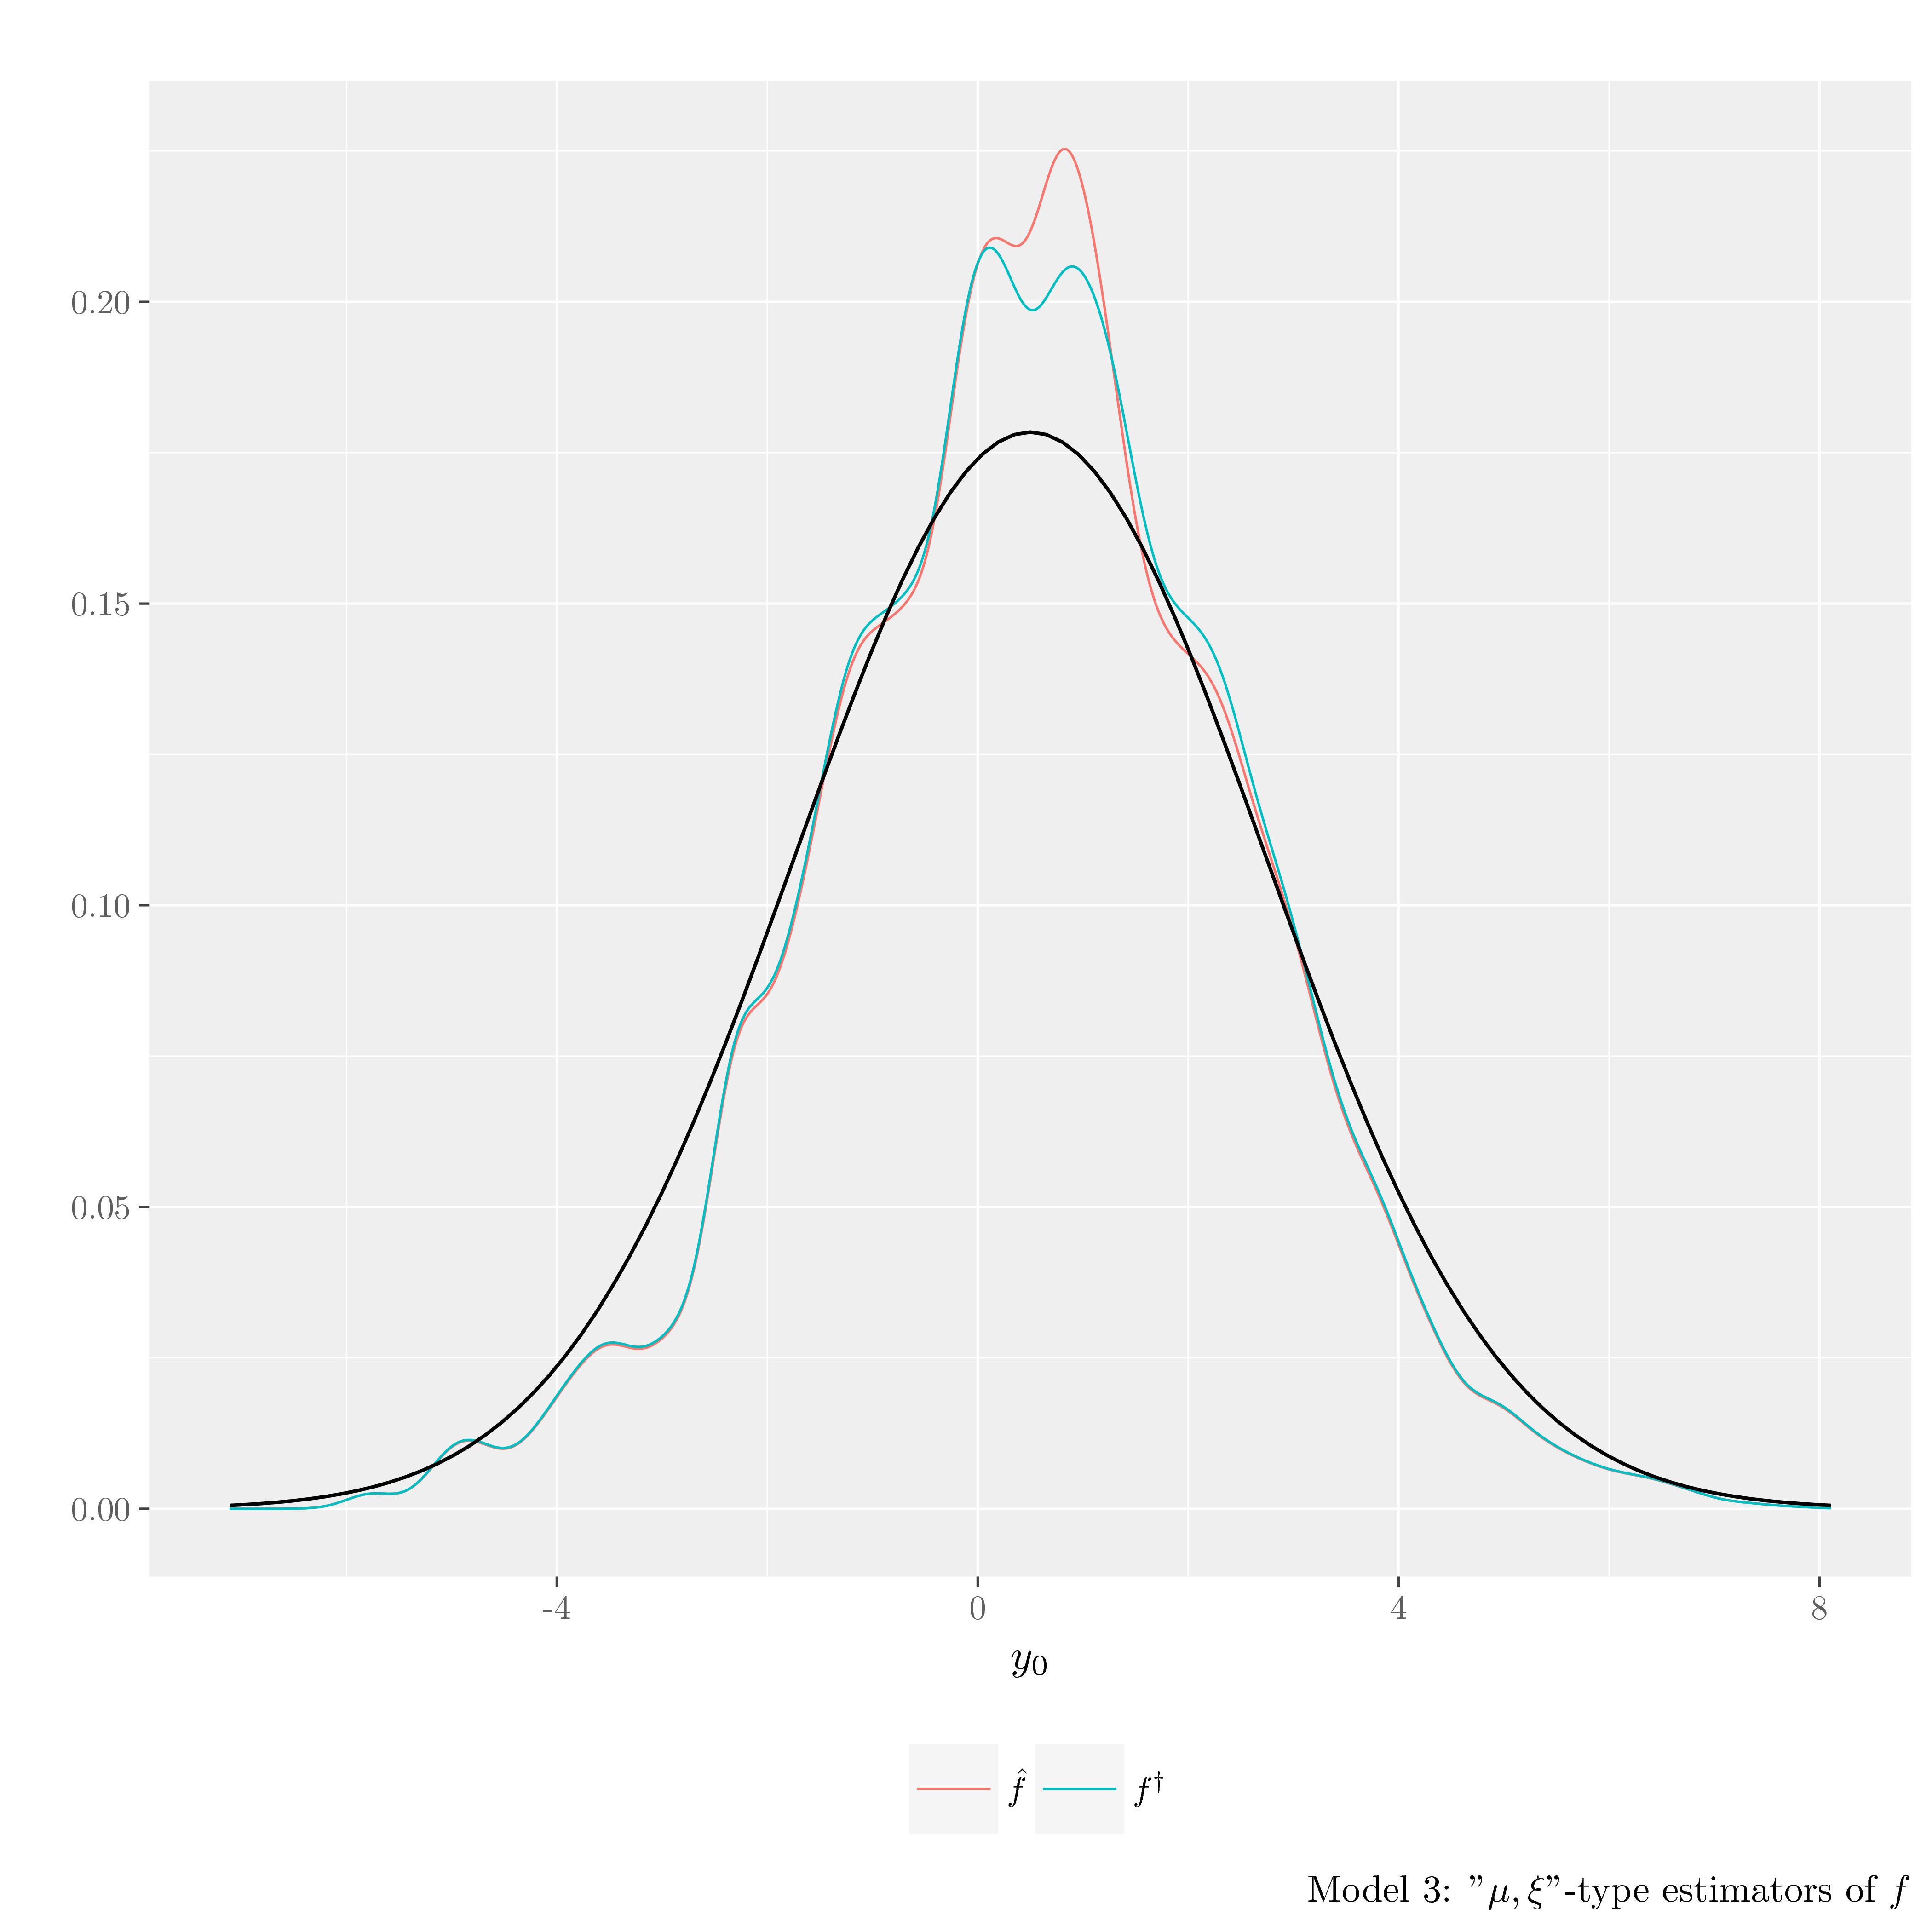 0.20
0.15
0.10
0.05
0.00
-4 0 4 8
y₀
f̂ f†
Model 3: ”μ, ξ”-type estimators of f